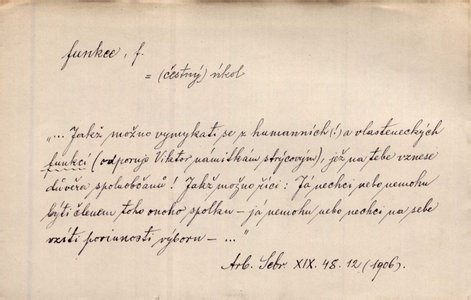 funkce, f.
= (čestný) úkol
„... Jakž možno vymykati se z humanních (!) a vlasteneckých
funkcí (odporuje Viktor námitkám strýcovým), jež na tebe vznese
důvěra spoluobčanů! Jakž možno říci: Já nechci nebo nemohu
býti členem toho onoho spolku – já nemohu nebo nechci na sebe
vzíti povinnosti výboru – ..."
Arb. Sebr. XIX. 48. 12 (1906).